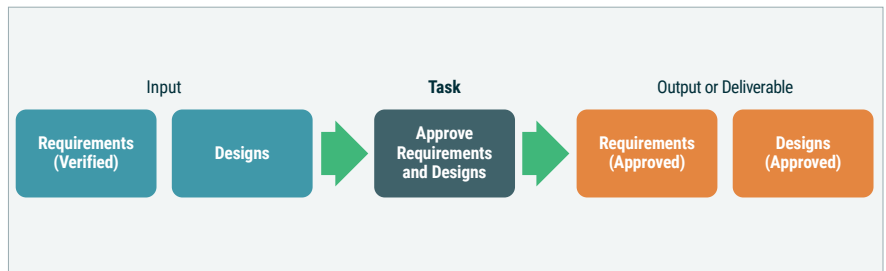 Input
Task
Output or Deliverable
Requirements
(Verified)
Designs
Approve
Requirements
and Designs
Requirements
(Approved)
Designs
(Approved)